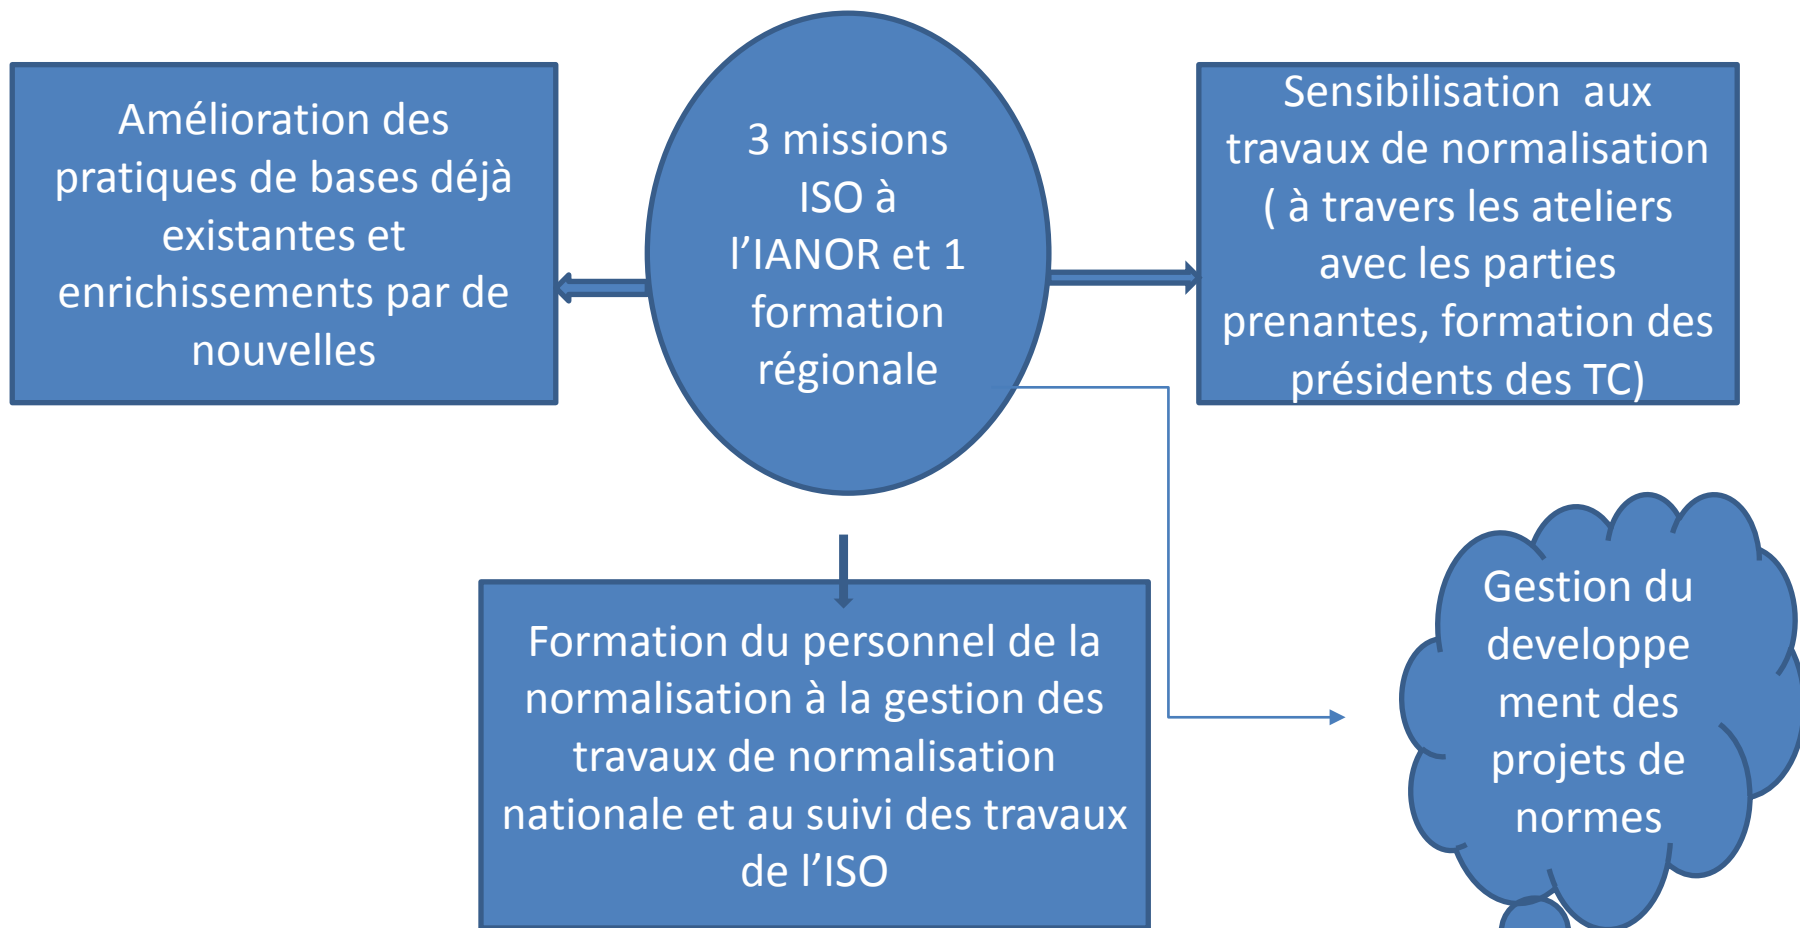 Amélioration des
pratiques de bases déjà
existantes et
enrichissements par de
nouvelles
3 missions
ISO à
l’IANOR et 1
formation
régionale
Sensibilisation  aux
travaux de normalisation
( à travers les ateliers
avec les parties
prenantes, formation des
présidents des TC)
Formation du personnel de la
normalisation à la gestion des
travaux de normalisation
nationale et au suivi des travaux
de l’ISO
Gestion du
developpe
ment des
projets de
normes